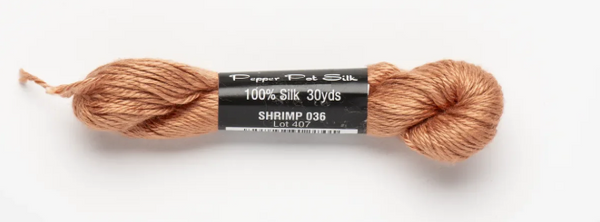 Pepper Pot Silk
100% Silk 30yds
SHRIMP 036
Lot 407